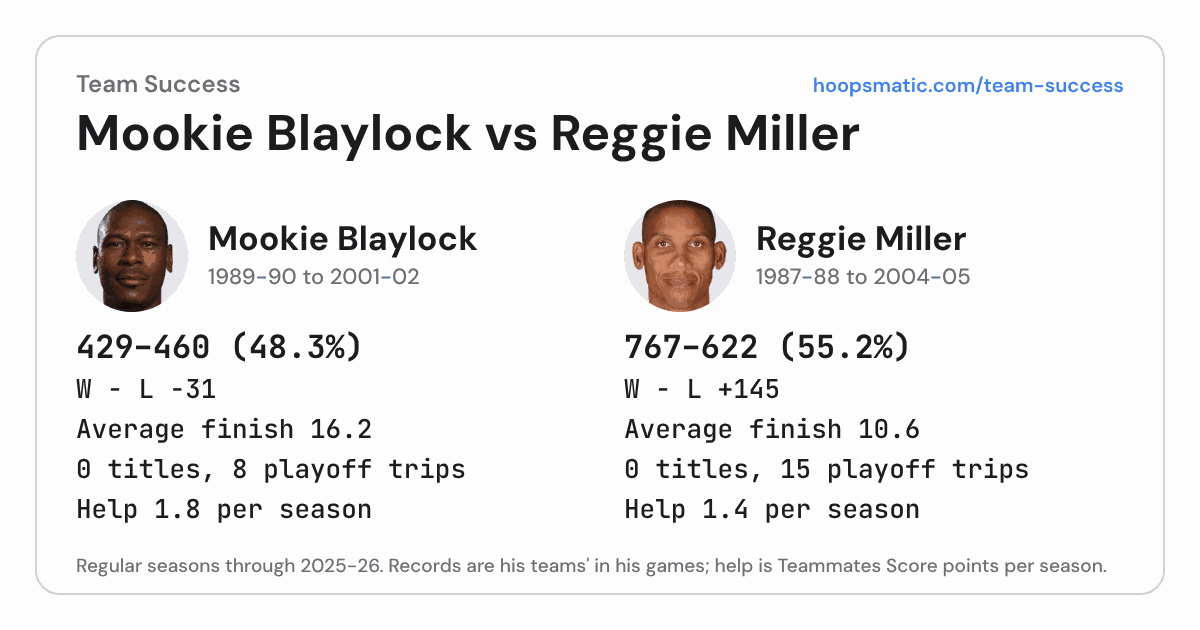 Team Success
hoopsmatic.com/team-success
Mookie Blaylock vs Reggie Miller
Mookie Blaylock
1989-90 to 2001-02
429-460 (48.3%)
W - L -31
Average finish 16.2
0 titles, 8 playoff trips
Help 1.8 per season
Reggie Miller
1987-88 to 2004-05
767-622 (55.2%)
W - L +145
Average finish 10.6
0 titles, 15 playoff trips
Help 1.4 per season
Regular seasons through 2025-26. Records are his teams' in his games; help is Teammates Score points per season.